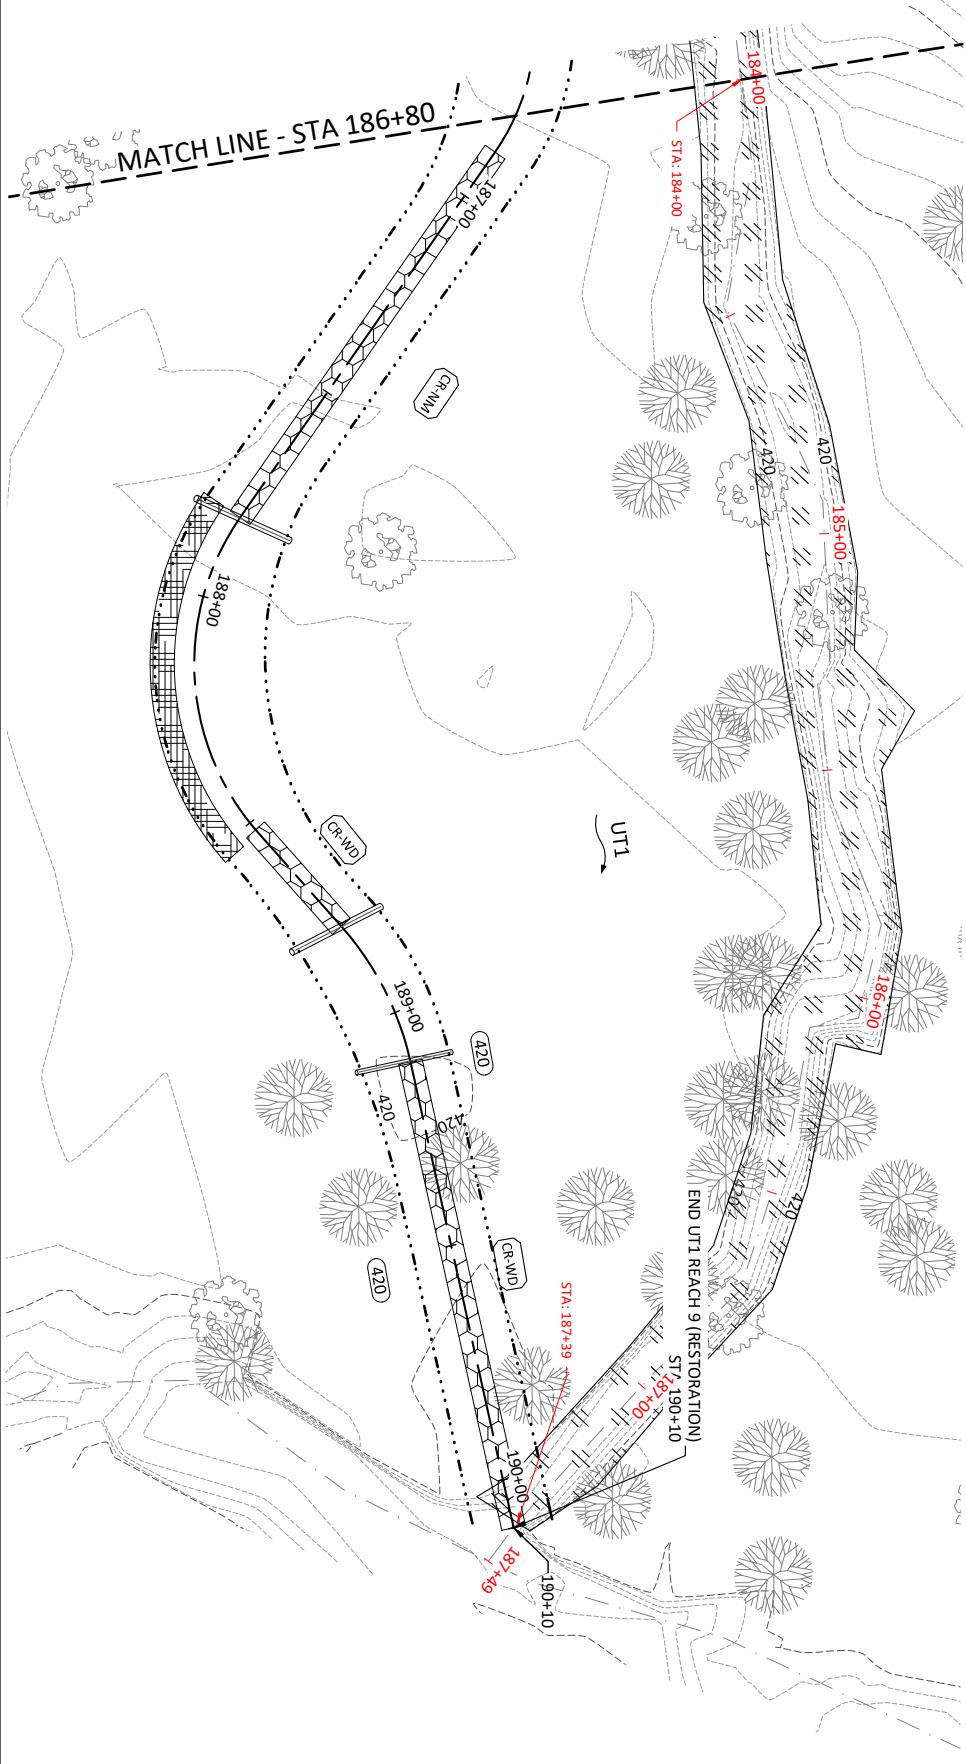 184+00
MATCH LINE - STA 186+80
STA: 184+00
187+00
CR-NM
420
420
185+00
188+00
UT1
CR-WD
186+00
189+00
420
420
420
420
420
END UT1 REACH 9 (RESTORATION)
STA 190+10
CR-WD
420
STA: 187+39
187+00
190+00
187+49
190+10